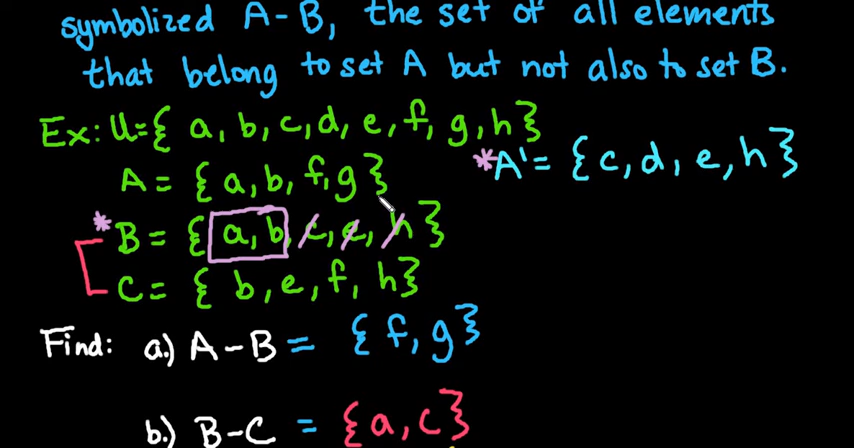 symbolized A-B, the set of all elements
that belong to set A but not also to set B.
Ex: U={ a, b, c, d, e, f, g, h}
A = { a, b, f, g }
*A' = { c, d, e, h }
* B = { a, b, c, e, h }
C = { b, e, f, h }
Find: a.) A-B = { f, g }
b.) B-C = { a, c }